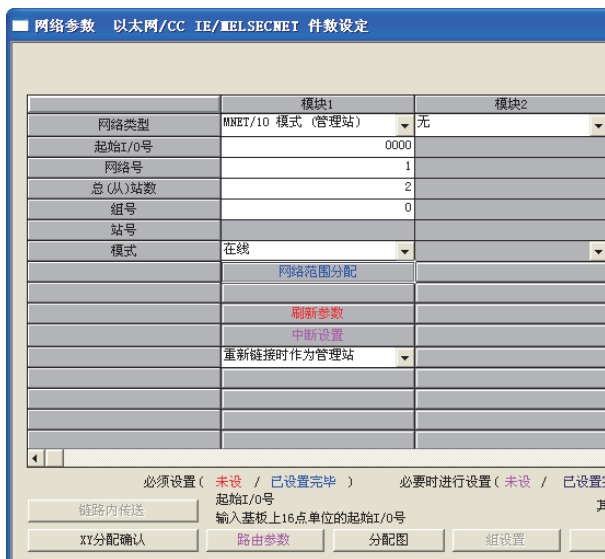 网络参数 以太网/CC IE/MELSECNET 件数设定
模块1 模块2
网络类型 MNET/10 模式 (管理站) 无
起始I/O号 0000
网络号 1
总(从)站数 2
组号 0
站号
模式 在线
网络范围分配
刷新参数
中断设置
重新链接时作为管理站
必须设置( 未设 / 已设置完毕 ) 必要时进行设置( 未设 / 已设置
链路内传送 起始I/O号
输入基板上16点单位的起始I/O号
XY分配确认 路由参数 分配图 组设置